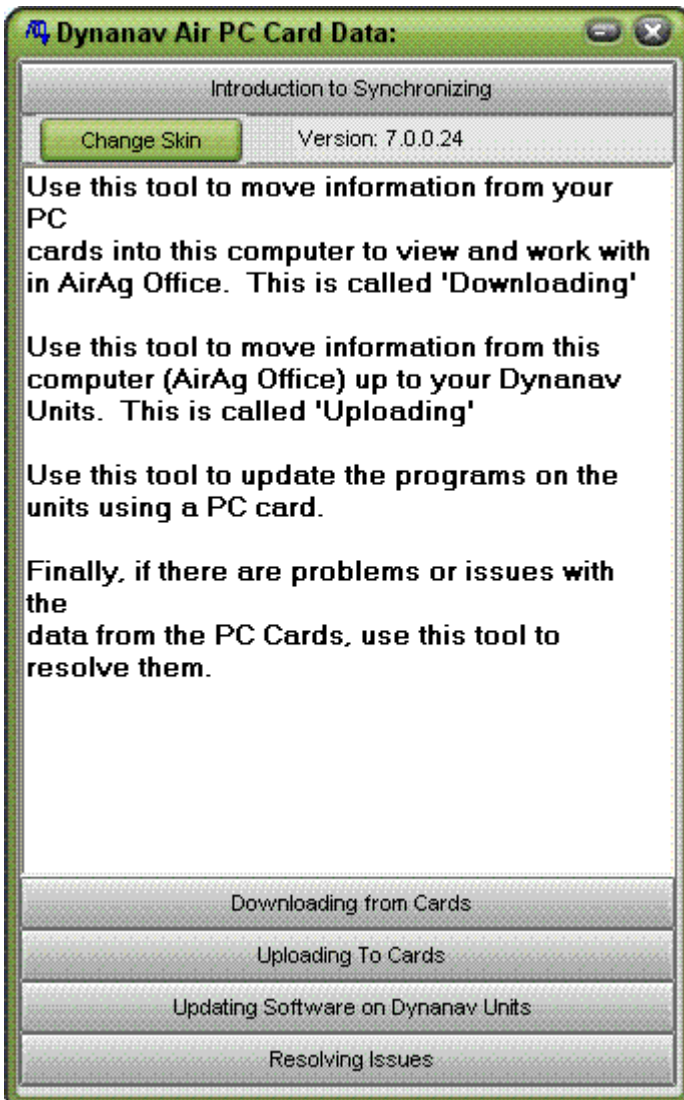 Dynanav Air PC Card Data:
Introduction to Synchronizing
Change Skin Version: 7.0.0.24
Use this tool to move information from your
PC
cards into this computer to view and work with
in AirAg Office.  This is called 'Downloading'
Use this tool to move information from this
computer (AirAg Office) up to your Dynanav
Units.  This is called 'Uploading'
Use this tool to update the programs on the
units using a PC card.
Finally, if there are problems or issues with
the
data from the PC Cards, use this tool to
resolve them.
Downloading from Cards
Uploading To Cards
Updating Software on Dynanav Units
Resolving Issues